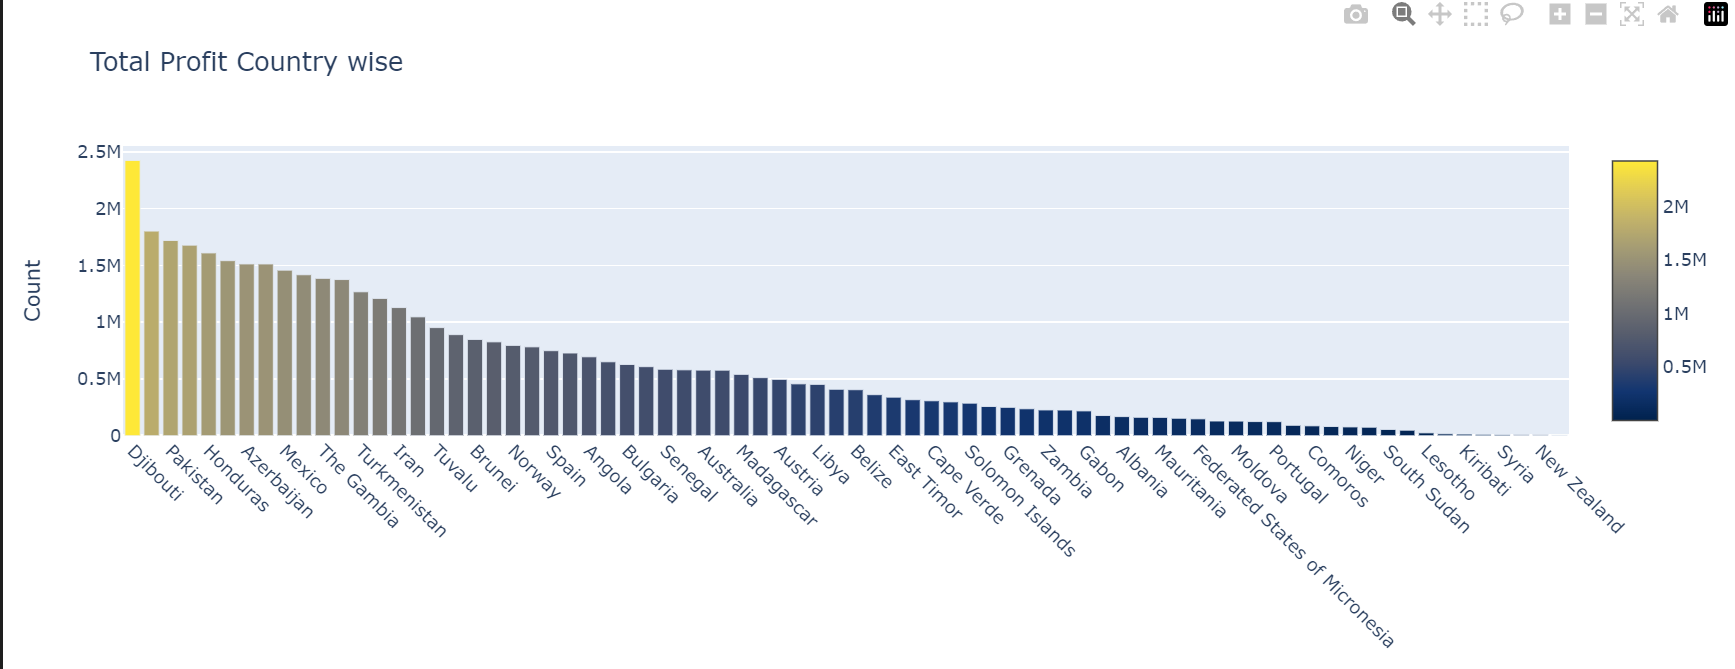 Total Profit Country wise
2.5M
2M
1.5M
1M
0.5M
0
Count
Djibouti
Pakistan
Honduras
Azerbaijan
Mexico
The Gambia
Turkmenistan
Iran
Tuvalu
Brunei
Norway
Spain
Angola
Bulgaria
Senegal
Australia
Madagascar
Austria
Libya
Belize
East Timor
Cape Verde
Solomon Islands
Grenada
Zambia
Gabon
Albania
Mauritania
Federated States of Micronesia
Moldova
Portugal
Comoros
Niger
South Sudan
Lesotho
Kiribati
Syria
New Zealand
2M
1.5M
1M
0.5M